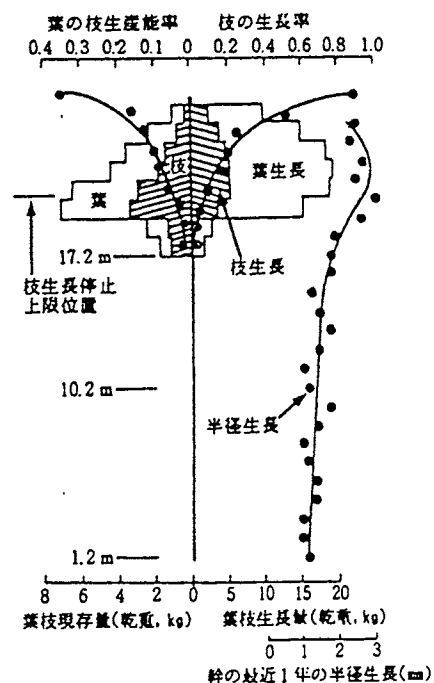 葉の枝生産能率 枝の生長率
0.4 0.3 0.2 0.1 0 0.2 0.4 0.6 0.8 1.0
枝
葉生長
葉
17.2 m
枝生長
枝生長停止
上限位置
10.2 m
半径生長
1.2 m
8 6 4 2 0 5 10 15 20
葉枝現存量(乾重, kg) 葉枝生長量(乾重, kg)
0 1 2 3
幹の最近1年の半径生長(mm)